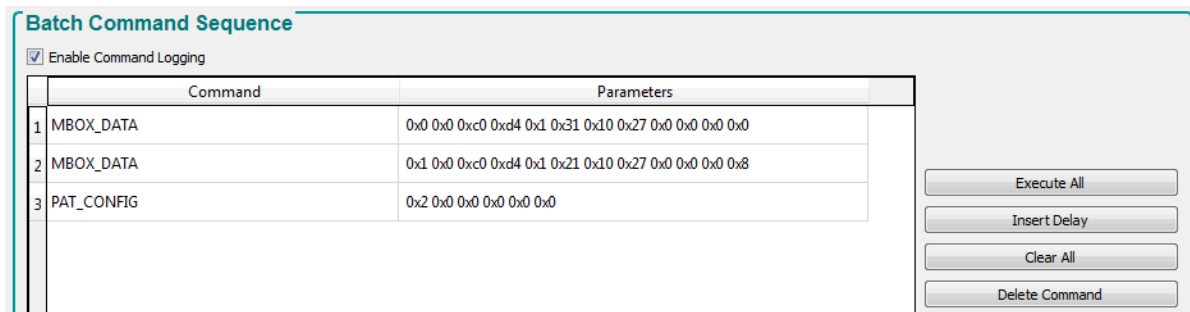 Batch Command Sequence
Enable Command Logging
Command Parameters
1 MBOX_DATA 0x0 0x0 0xc0 0xd4 0x1 0x31 0x10 0x27 0x0 0x0 0x0 0x0
2 MBOX_DATA 0x1 0x0 0xc0 0xd4 0x1 0x21 0x10 0x27 0x0 0x0 0x0 0x8
3 PAT_CONFIG 0x2 0x0 0x0 0x0 0x0 0x0
Execute All
Insert Delay
Clear All
Delete Command